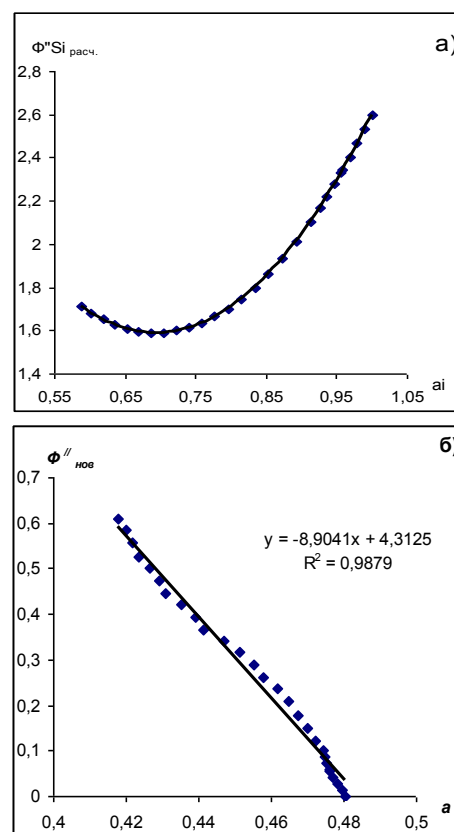 Ф"Si расч.
а)
2,8
2,6
2,4
2,2
2
1,8
1,6
1,4
0,55 0,65 0,75 0,85 0,95 1,05
ai
Ф// нов
б)
0,7
0,6
0,5
0,4
0,3
0,2
0,1
0
y = -8,9041x + 4,3125
R² = 0,9879
0,4 0,42 0,44 0,46 0,48 0,5
а